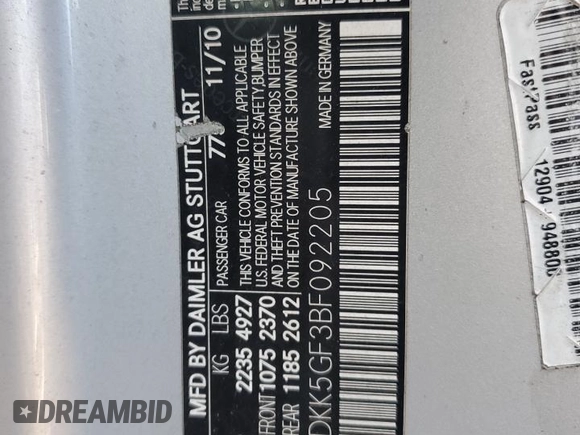 MFD BY DAIMLER AG STUTTGART
775 11/10
KG LBS PASSENGER CAR
2235 4927
FRONT 1075 2370
REAR 1185 2612
THIS VEHICLE CONFORMS TO ALL APPLICABLE
U.S. FEDERAL MOTOR VEHICLE SAFETY, BUMPER
AND THEFT PREVENTION STANDARDS IN EFFECT
ON THE DATE OF MANUFACTURE SHOWN ABOVE
MADE IN GERMANY
DKK5GF3BF092205
FastPass 12904
DREAMBID